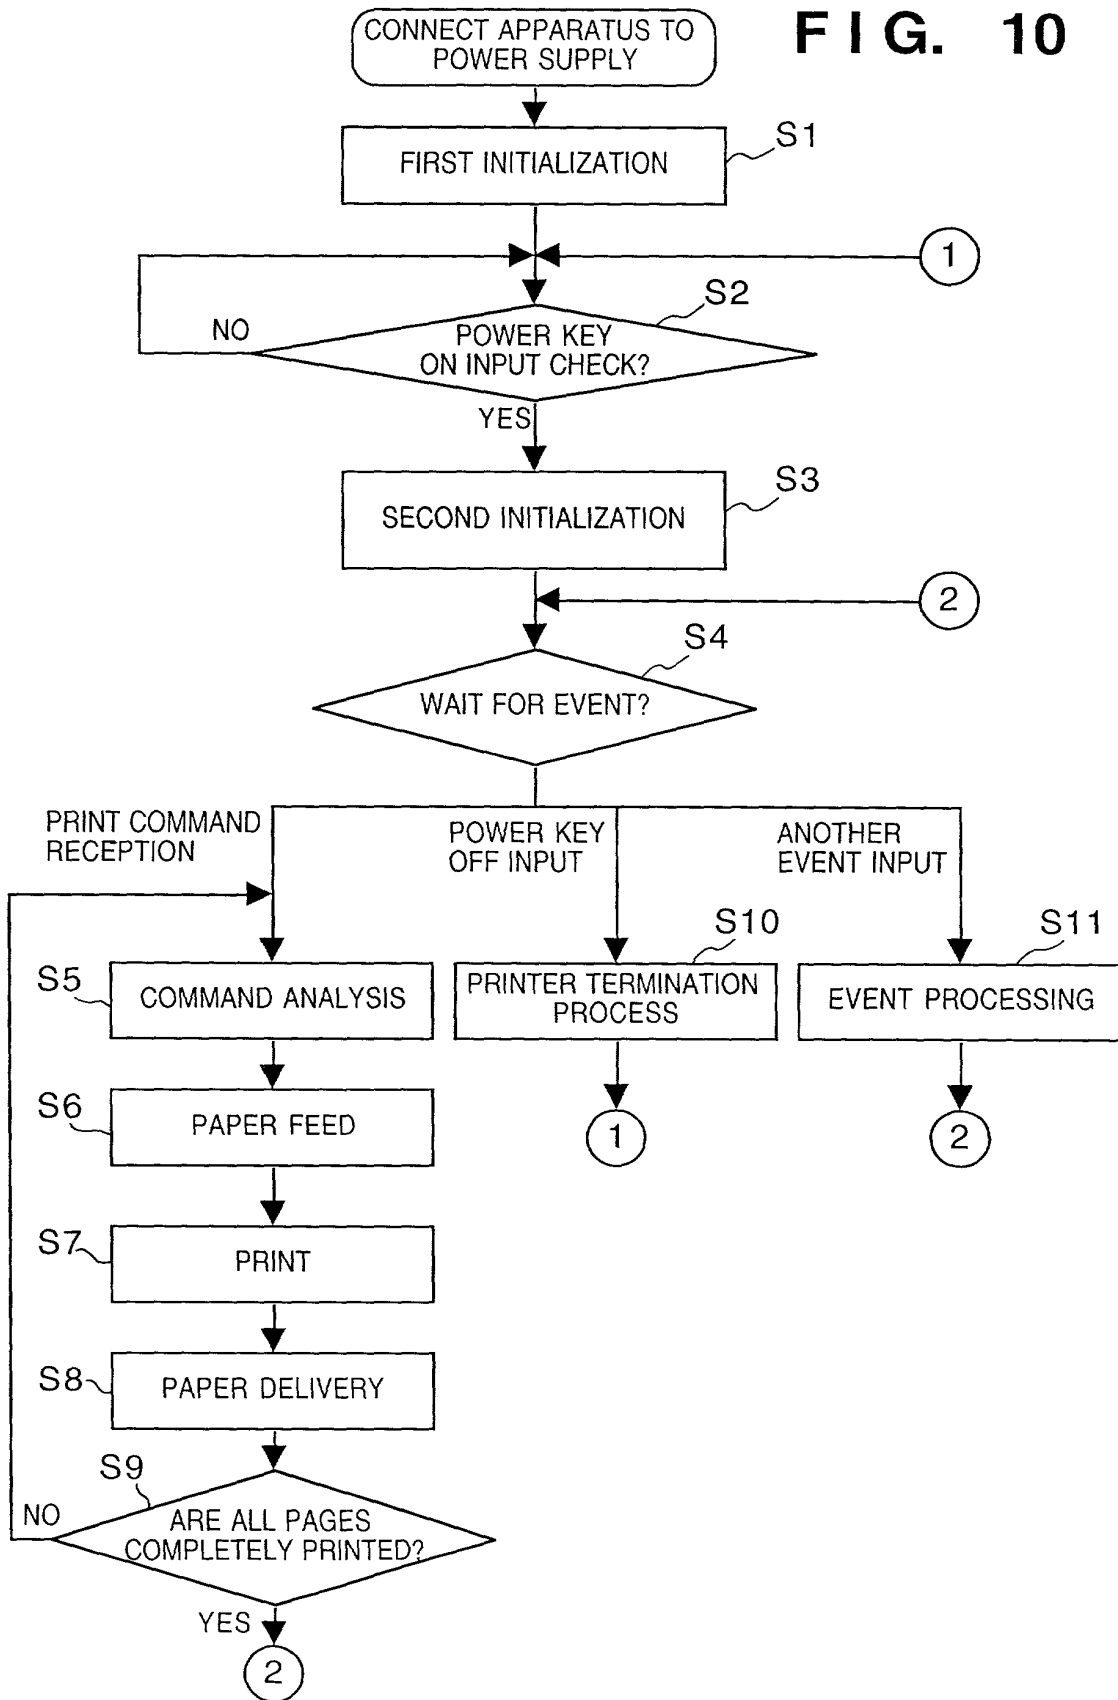 FIG. 10
CONNECT APPARATUS TO
POWER SUPPLY
S1
FIRST INITIALIZATION
1
S2
NO
POWER KEY
ON INPUT CHECK?
YES
S3
SECOND INITIALIZATION
2
S4
WAIT FOR EVENT?
PRINT COMMAND
RECEPTION
POWER KEY
OFF INPUT
ANOTHER
EVENT INPUT
S5
COMMAND ANALYSIS
S10
PRINTER TERMINATION
PROCESS
S11
EVENT PROCESSING
S6
PAPER FEED
1
2
S7
PRINT
S8
PAPER DELIVERY
S9
NO
ARE ALL PAGES
COMPLETELY PRINTED?
YES
2